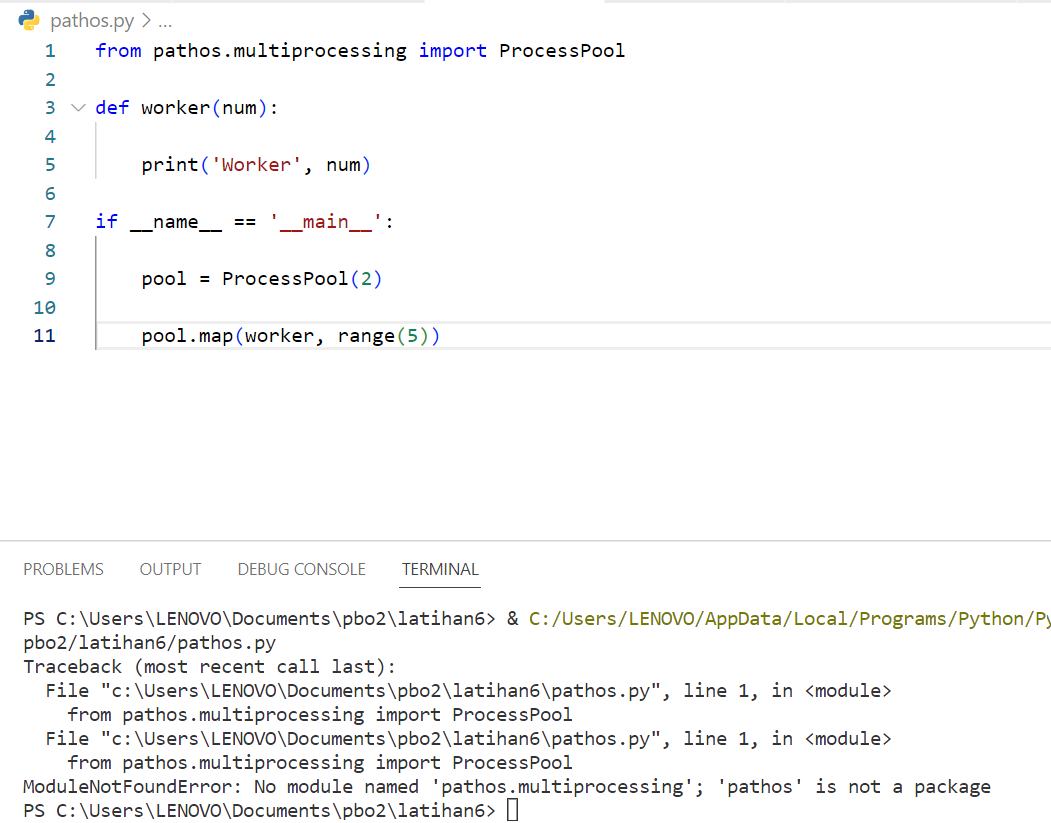 pathos.py > ...
1 from pathos.multiprocessing import ProcessPool
2
3 def worker(num):
4
5     print('Worker', num)
6
7 if __name__ == '__main__':
8
9     pool = ProcessPool(2)
10
11     pool.map(worker, range(5))
PROBLEMS OUTPUT DEBUG CONSOLE TERMINAL
PS C:\Users\LENOVO\Documents\pbo2\latihan6> & C:/Users/LENOVO/AppData/Local/Programs/Python/Py
pbo2/latihan6/pathos.py
Traceback (most recent call last):
  File "c:\Users\LENOVO\Documents\pbo2\latihan6\pathos.py", line 1, in <module>
    from pathos.multiprocessing import ProcessPool
  File "c:\Users\LENOVO\Documents\pbo2\latihan6\pathos.py", line 1, in <module>
    from pathos.multiprocessing import ProcessPool
ModuleNotFoundError: No module named 'pathos.multiprocessing'; 'pathos' is not a package
PS C:\Users\LENOVO\Documents\pbo2\latihan6>